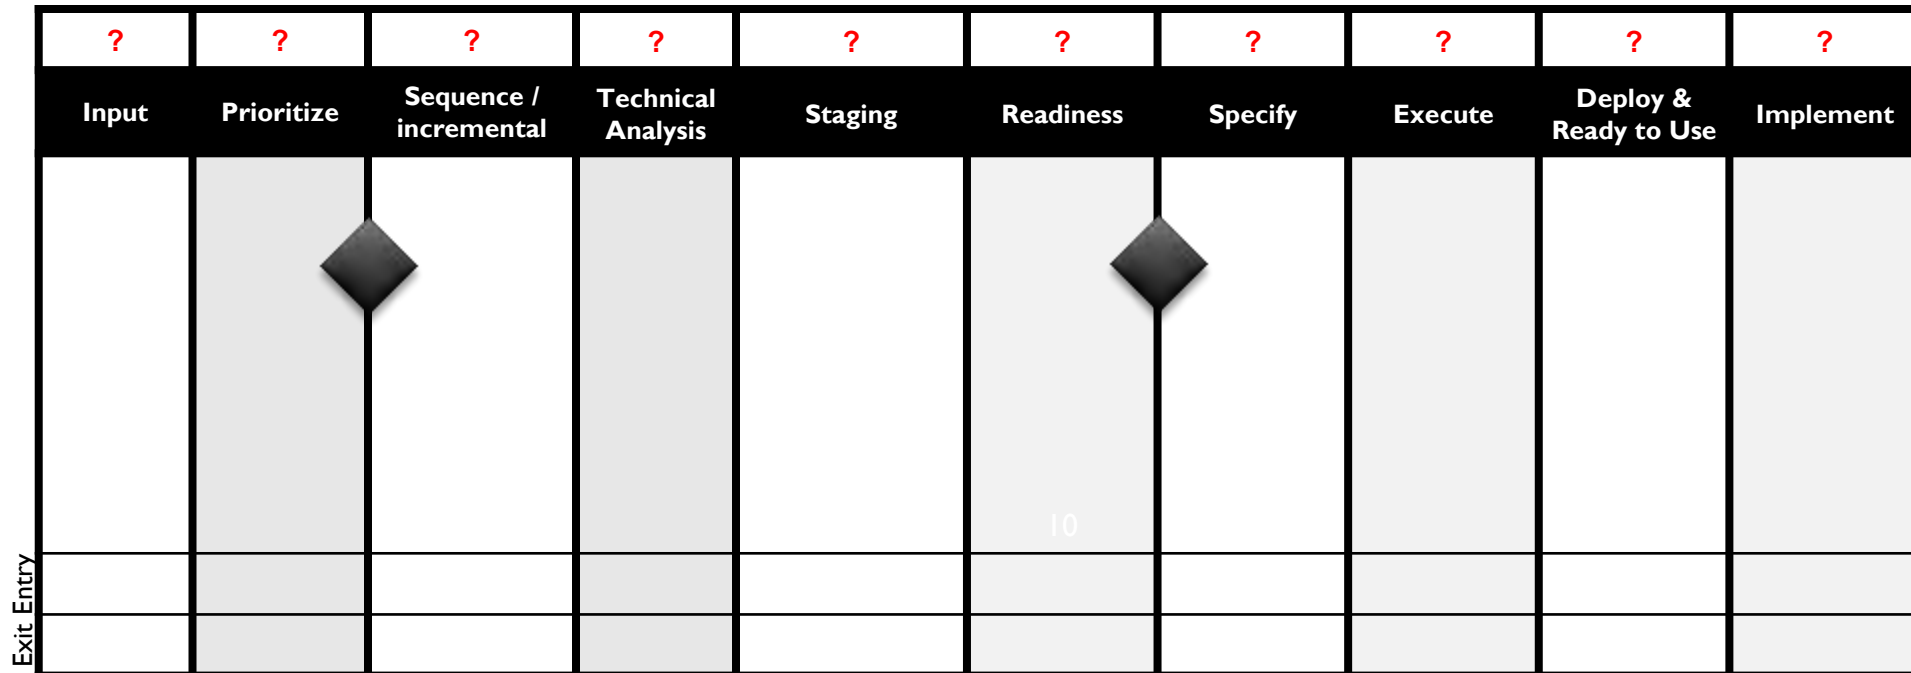 ? ? ? ? ? ? ? ? ? ?
Input
Prioritize
Sequence /
incremental
Technical
Analysis
Staging
Readiness
Specify
Execute
Deploy &
Ready to Use
Implement
10
Entry
Exit